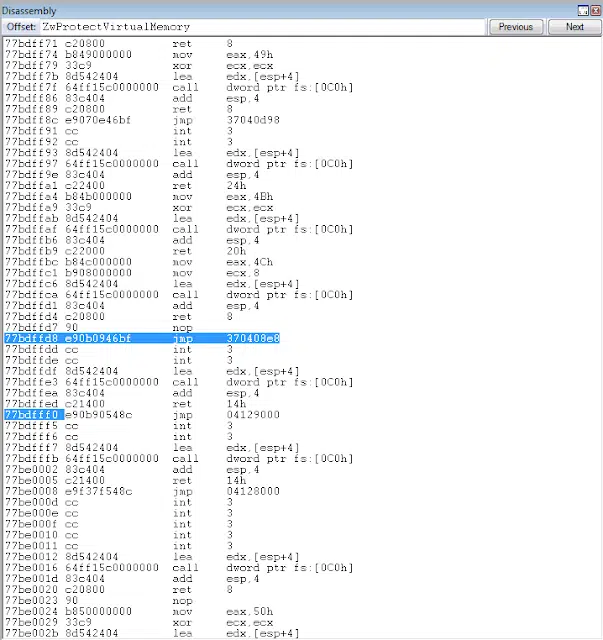 Disassembly
Offset: ZwProtectVirtualMemory Previous Next
77bdff71 c20800 ret 8
77bdff74 b849000000 mov eax,49h
77bdff79 33c9 xor ecx,ecx
77bdff7b 8d542404 lea edx,[esp+4]
77bdff7f 64ff15c0000000 call dword ptr fs:[0C0h]
77bdff86 83c404 add esp,4
77bdff89 c20800 ret 8
77bdff8c e9070e46bf jmp 37040d98
77bdff91 cc int 3
77bdff92 cc int 3
77bdff93 8d542404 lea edx,[esp+4]
77bdff97 64ff15c0000000 call dword ptr fs:[0C0h]
77bdff9e 83c404 add esp,4
77bdffa1 c22400 ret 24h
77bdffa4 b84b000000 mov eax,4Bh
77bdffa9 33c9 xor ecx,ecx
77bdffab 8d542404 lea edx,[esp+4]
77bdffaf 64ff15c0000000 call dword ptr fs:[0C0h]
77bdffb6 83c404 add esp,4
77bdffb9 c22000 ret 20h
77bdffbc b84c000000 mov eax,4Ch
77bdffc1 b908000000 mov ecx,8
77bdffc6 8d542404 lea edx,[esp+4]
77bdffca 64ff15c0000000 call dword ptr fs:[0C0h]
77bdffd1 83c404 add esp,4
77bdffd4 c20800 ret 8
77bdffd7 90 nop
77bdffd8 e90b0946bf jmp 370408e8
77bdffdd cc int 3
77bdffde cc int 3
77bdffdf 8d542404 lea edx,[esp+4]
77bdffe3 64ff15c0000000 call dword ptr fs:[0C0h]
77bdffea 83c404 add esp,4
77bdffed c21400 ret 14h
77bdfff0 e90b90548c jmp 04129000
77bdfff5 cc int 3
77bdfff6 cc int 3
77bdfff7 8d542404 lea edx,[esp+4]
77bdfffb 64ff15c0000000 call dword ptr fs:[0C0h]
77be0002 83c404 add esp,4
77be0005 c21400 ret 14h
77be0008 e9f37f548c jmp 04128000
77be000d cc int 3
77be000e cc int 3
77be000f cc int 3
77be0010 cc int 3
77be0011 cc int 3
77be0012 8d542404 lea edx,[esp+4]
77be0016 64ff15c0000000 call dword ptr fs:[0C0h]
77be001d 83c404 add esp,4
77be0020 c20800 ret 8
77be0023 90 nop
77be0024 b850000000 mov eax,50h
77be0029 33c9 xor ecx,ecx
77be002b 8d542404 lea edx,[esp+4]